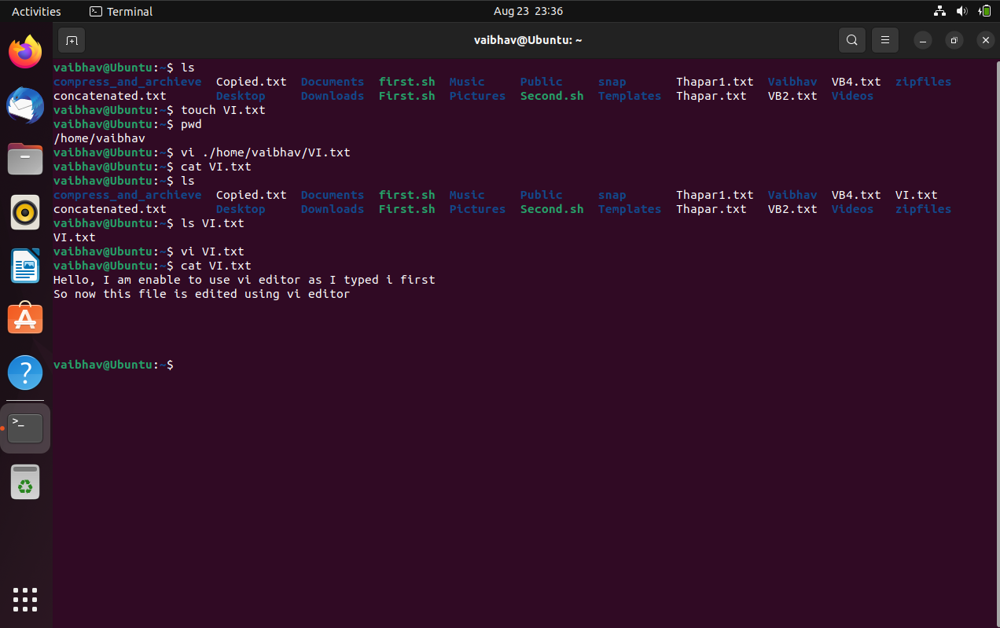 Activities Terminal Aug 23 23:36
vaibhav@Ubuntu: ~
vaibhav@Ubuntu:~$ ls
compress_and_archieve Copied.txt Documents first.sh Music Public snap Thapar1.txt Vaibhav VB4.txt zipfiles
concatenated.txt Desktop Downloads First.sh Pictures Second.sh Templates Thapar.txt VB2.txt Videos
vaibhav@Ubuntu:~$ touch VI.txt
vaibhav@Ubuntu:~$ pwd
/home/vaibhav
vaibhav@Ubuntu:~$ vi ./home/vaibhav/VI.txt
vaibhav@Ubuntu:~$ cat VI.txt
vaibhav@Ubuntu:~$ ls
compress_and_archieve Copied.txt Documents first.sh Music Public snap Thapar1.txt Vaibhav VB4.txt VI.txt
concatenated.txt Desktop Downloads First.sh Pictures Second.sh Templates Thapar.txt VB2.txt Videos zipfiles
vaibhav@Ubuntu:~$ ls VI.txt
VI.txt
vaibhav@Ubuntu:~$ vi VI.txt
vaibhav@Ubuntu:~$ cat VI.txt
Hello, I am enable to use vi editor as I typed i first
So now this file is edited using vi editor
vaibhav@Ubuntu:~$